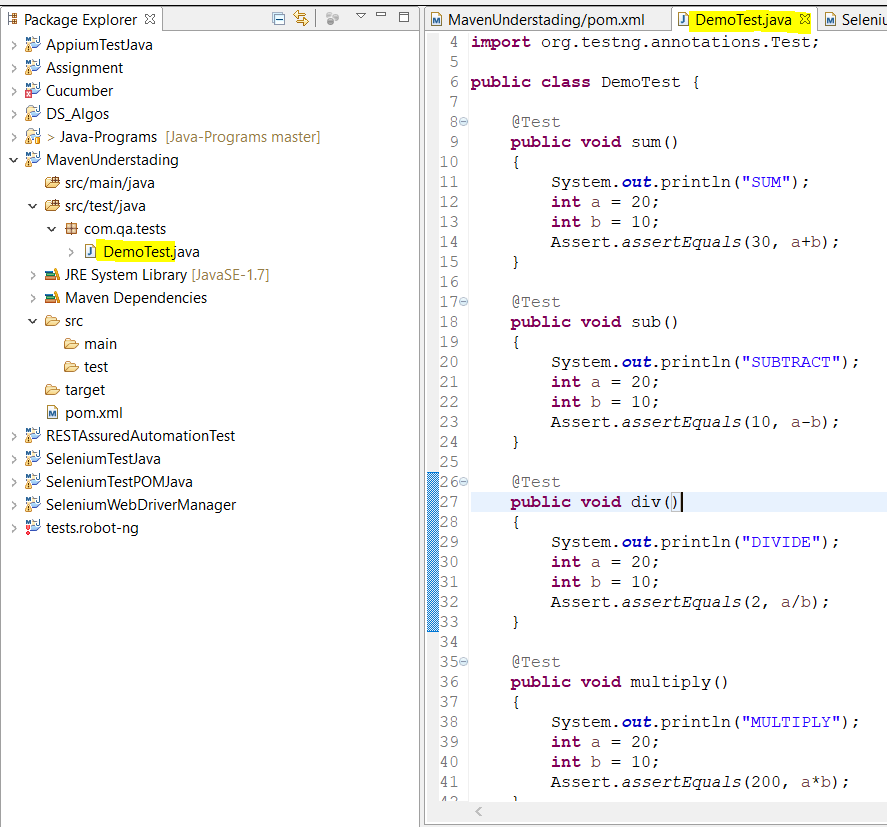 Package Explorer
AppiumTestJava
Assignment
Cucumber
DS_Algos
> Java-Programs [Java-Programs master]
MavenUnderstading
src/main/java
src/test/java
com.qa.tests
DemoTest.java
JRE System Library [JavaSE-1.7]
Maven Dependencies
src
main
test
target
pom.xml
RESTAssuredAutomationTest
SeleniumTestJava
SeleniumTestPOMJava
SeleniumWebDriverManager
tests.robot-ng
MavenUnderstading/pom.xml DemoTest.java Seleniu
4 import org.testng.annotations.Test;
5
6 public class DemoTest {
7
8 @Test
9 public void sum()
10 {
11 System.out.println("SUM");
12 int a = 20;
13 int b = 10;
14 Assert.assertEquals(30, a+b);
15 }
16
17 @Test
18 public void sub()
19 {
20 System.out.println("SUBTRACT");
21 int a = 20;
22 int b = 10;
23 Assert.assertEquals(10, a-b);
24 }
25
26 @Test
27 public void div()
28 {
29 System.out.println("DIVIDE");
30 int a = 20;
31 int b = 10;
32 Assert.assertEquals(2, a/b);
33 }
34
35 @Test
36 public void multiply()
37 {
38 System.out.println("MULTIPLY");
39 int a = 20;
40 int b = 10;
41 Assert.assertEquals(200, a*b);
42 }